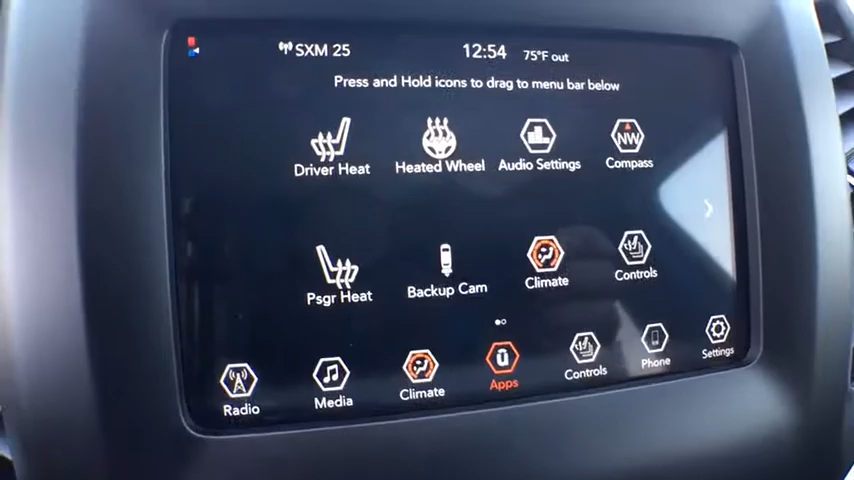 SXM 25 12:54 75°F out
Press and Hold icons to drag to menu bar below
Driver Heat Heated Wheel Audio Settings Compass
NW
Psgr Heat Backup Cam Climate Controls
Radio Media Climate Apps Controls Phone Settings